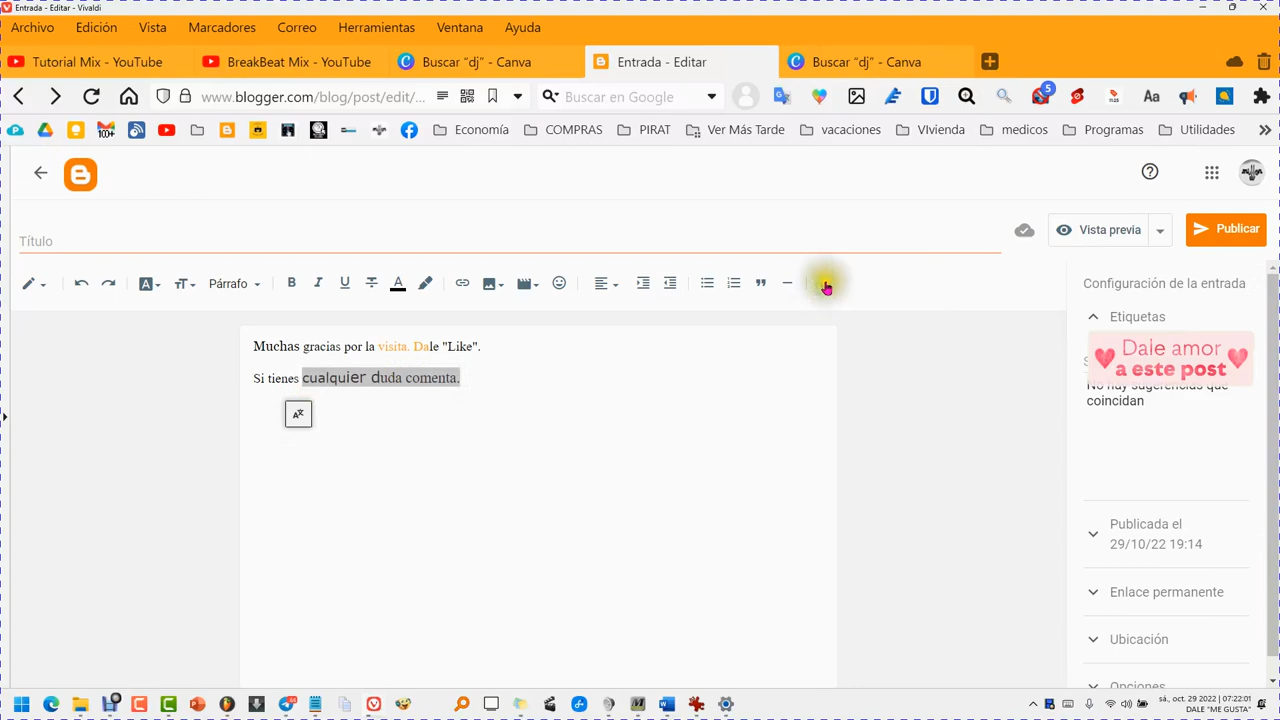 Entrada - Editar - Vivaldi
Archivo Edición Vista Marcadores Correo Herramientas Ventana Ayuda
Tutorial Mix - YouTube BreakBeat Mix - YouTube Buscar “dj” - Canva Entrada - Editar Buscar “dj” - Canva
www.blogger.com/blog/post/edit/ Buscar en Google 5
100+ Economía COMPRAS PIRAT Ver Más Tarde vacaciones VIvienda medicos Programas Utilidades
Título
Vista previa Publicar
Párrafo
Configuración de la entrada
Etiquetas
Dale amor
a este post
No hay sugerencias que
coincidan
Muchas gracias por la visita. Dale "Like".
Si tienes cualquier duda comenta.
Publicada el
29/10/22 19:14
Enlace permanente
Ubicación
Opciones
sá., oct. 29 2022 | 07:22:01
DALE "ME GUSTA"